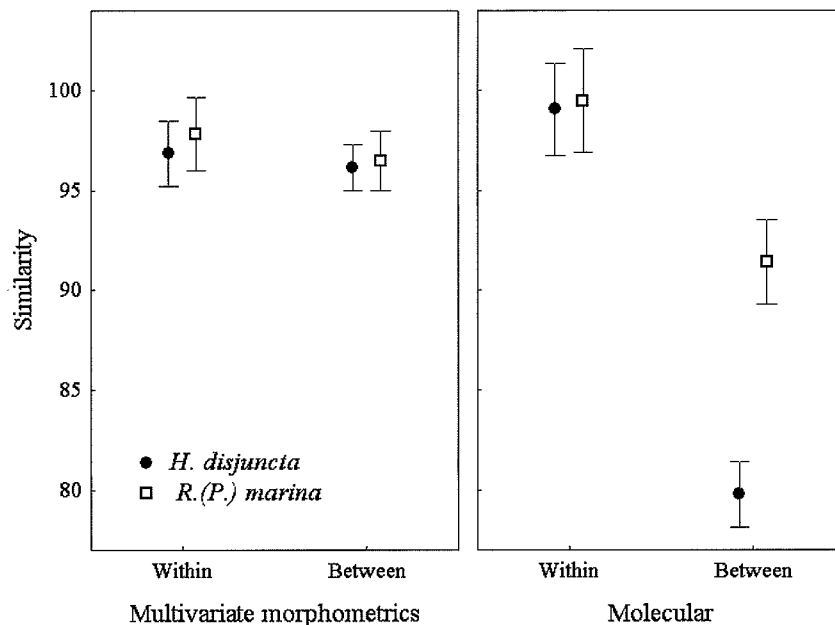 Similarity
100
95
90
85
80
H. disjuncta
R.(P.) marina
Within Between
Multivariate morphometrics
Within Between
Molecular